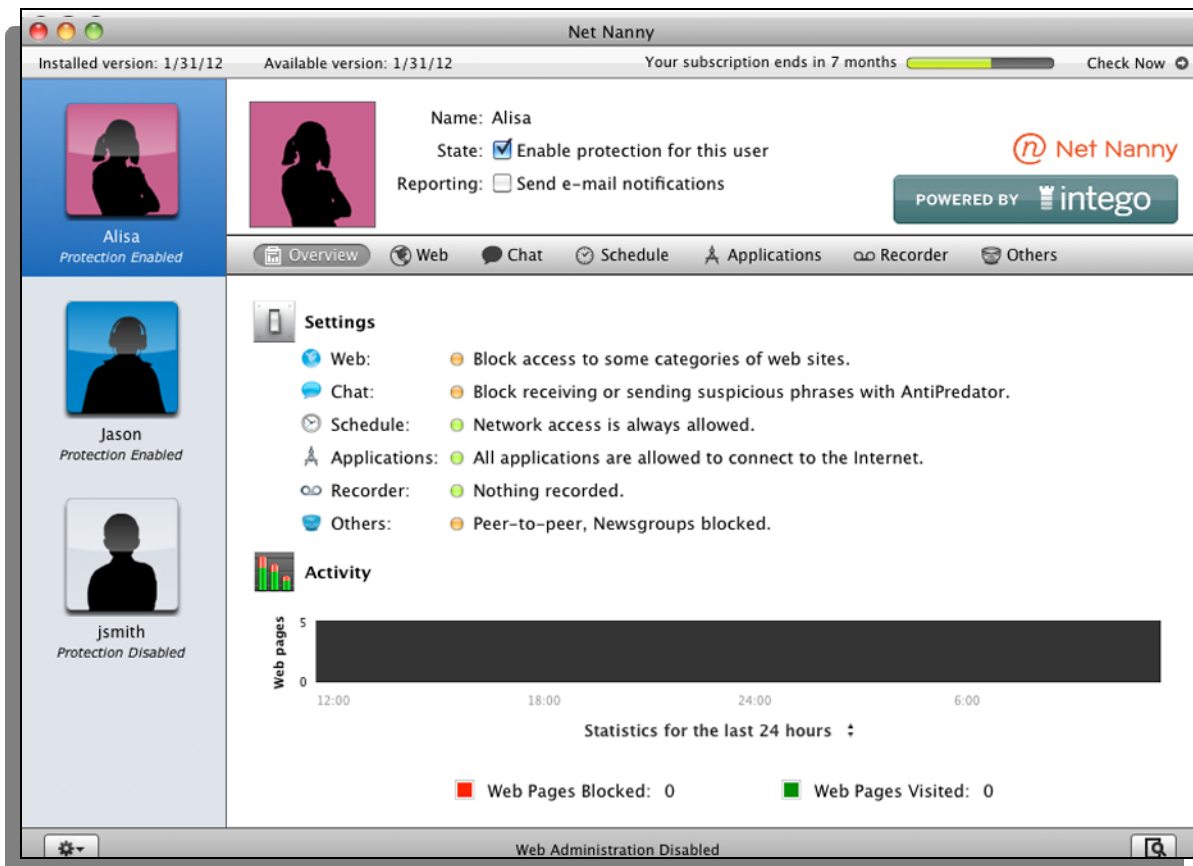 Net Nanny
Installed version: 1/31/12 Available version: 1/31/12 Your subscription ends in 7 months Check Now
Alisa
Protection Enabled
Jason
Protection Enabled
jsmith
Protection Disabled
Name: Alisa
State: Enable protection for this user
Reporting: Send e-mail notifications
n Net Nanny
POWERED BY intego
Overview Web Chat Schedule Applications Recorder Others
Settings
Web: Block access to some categories of web sites.
Chat: Block receiving or sending suspicious phrases with AntiPredator.
Schedule: Network access is always allowed.
Applications: All applications are allowed to connect to the Internet.
Recorder: Nothing recorded.
Others: Peer-to-peer, Newsgroups blocked.
Activity
Web pages
5
0
12:00 18:00 24:00 6:00
Statistics for the last 24 hours
Web Pages Blocked: 0 Web Pages Visited: 0
Web Administration Disabled